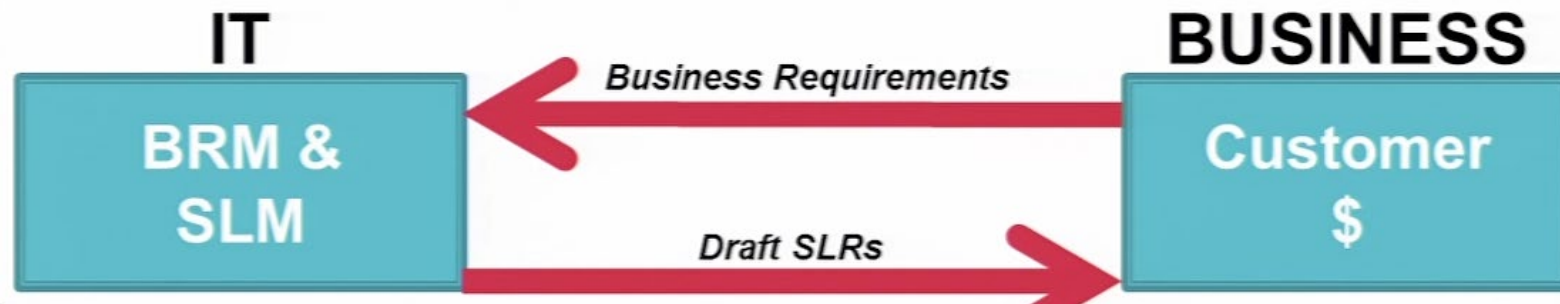 IT
BUSINESS
Business Requirements
BRM &
SLM
Customer
$
Draft SLRs